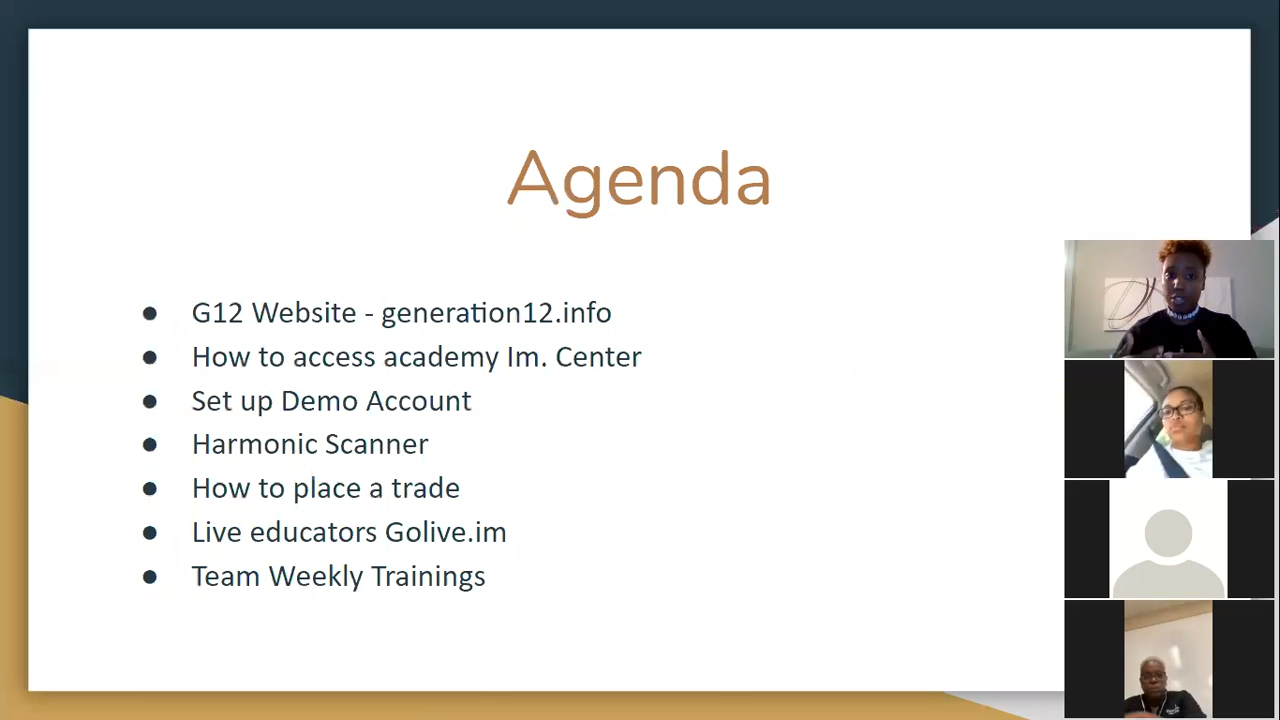 Agenda
● G12 Website - generation12.info
● How to access academy Im. Center
● Set up Demo Account
● Harmonic Scanner
● How to place a trade
● Live educators Golive.im
● Team Weekly Trainings